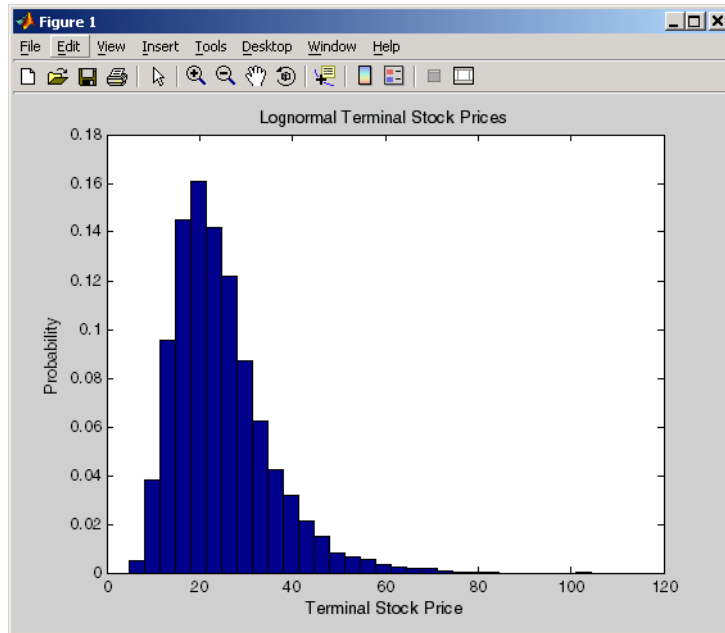 Figure 1
File Edit View Insert Tools Desktop Window Help
Lognormal Terminal Stock Prices
0.18
0.16
0.14
0.12
0.1
0.08
0.06
0.04
0.02
0
Probability
0 20 40 60 80 100 120
Terminal Stock Price